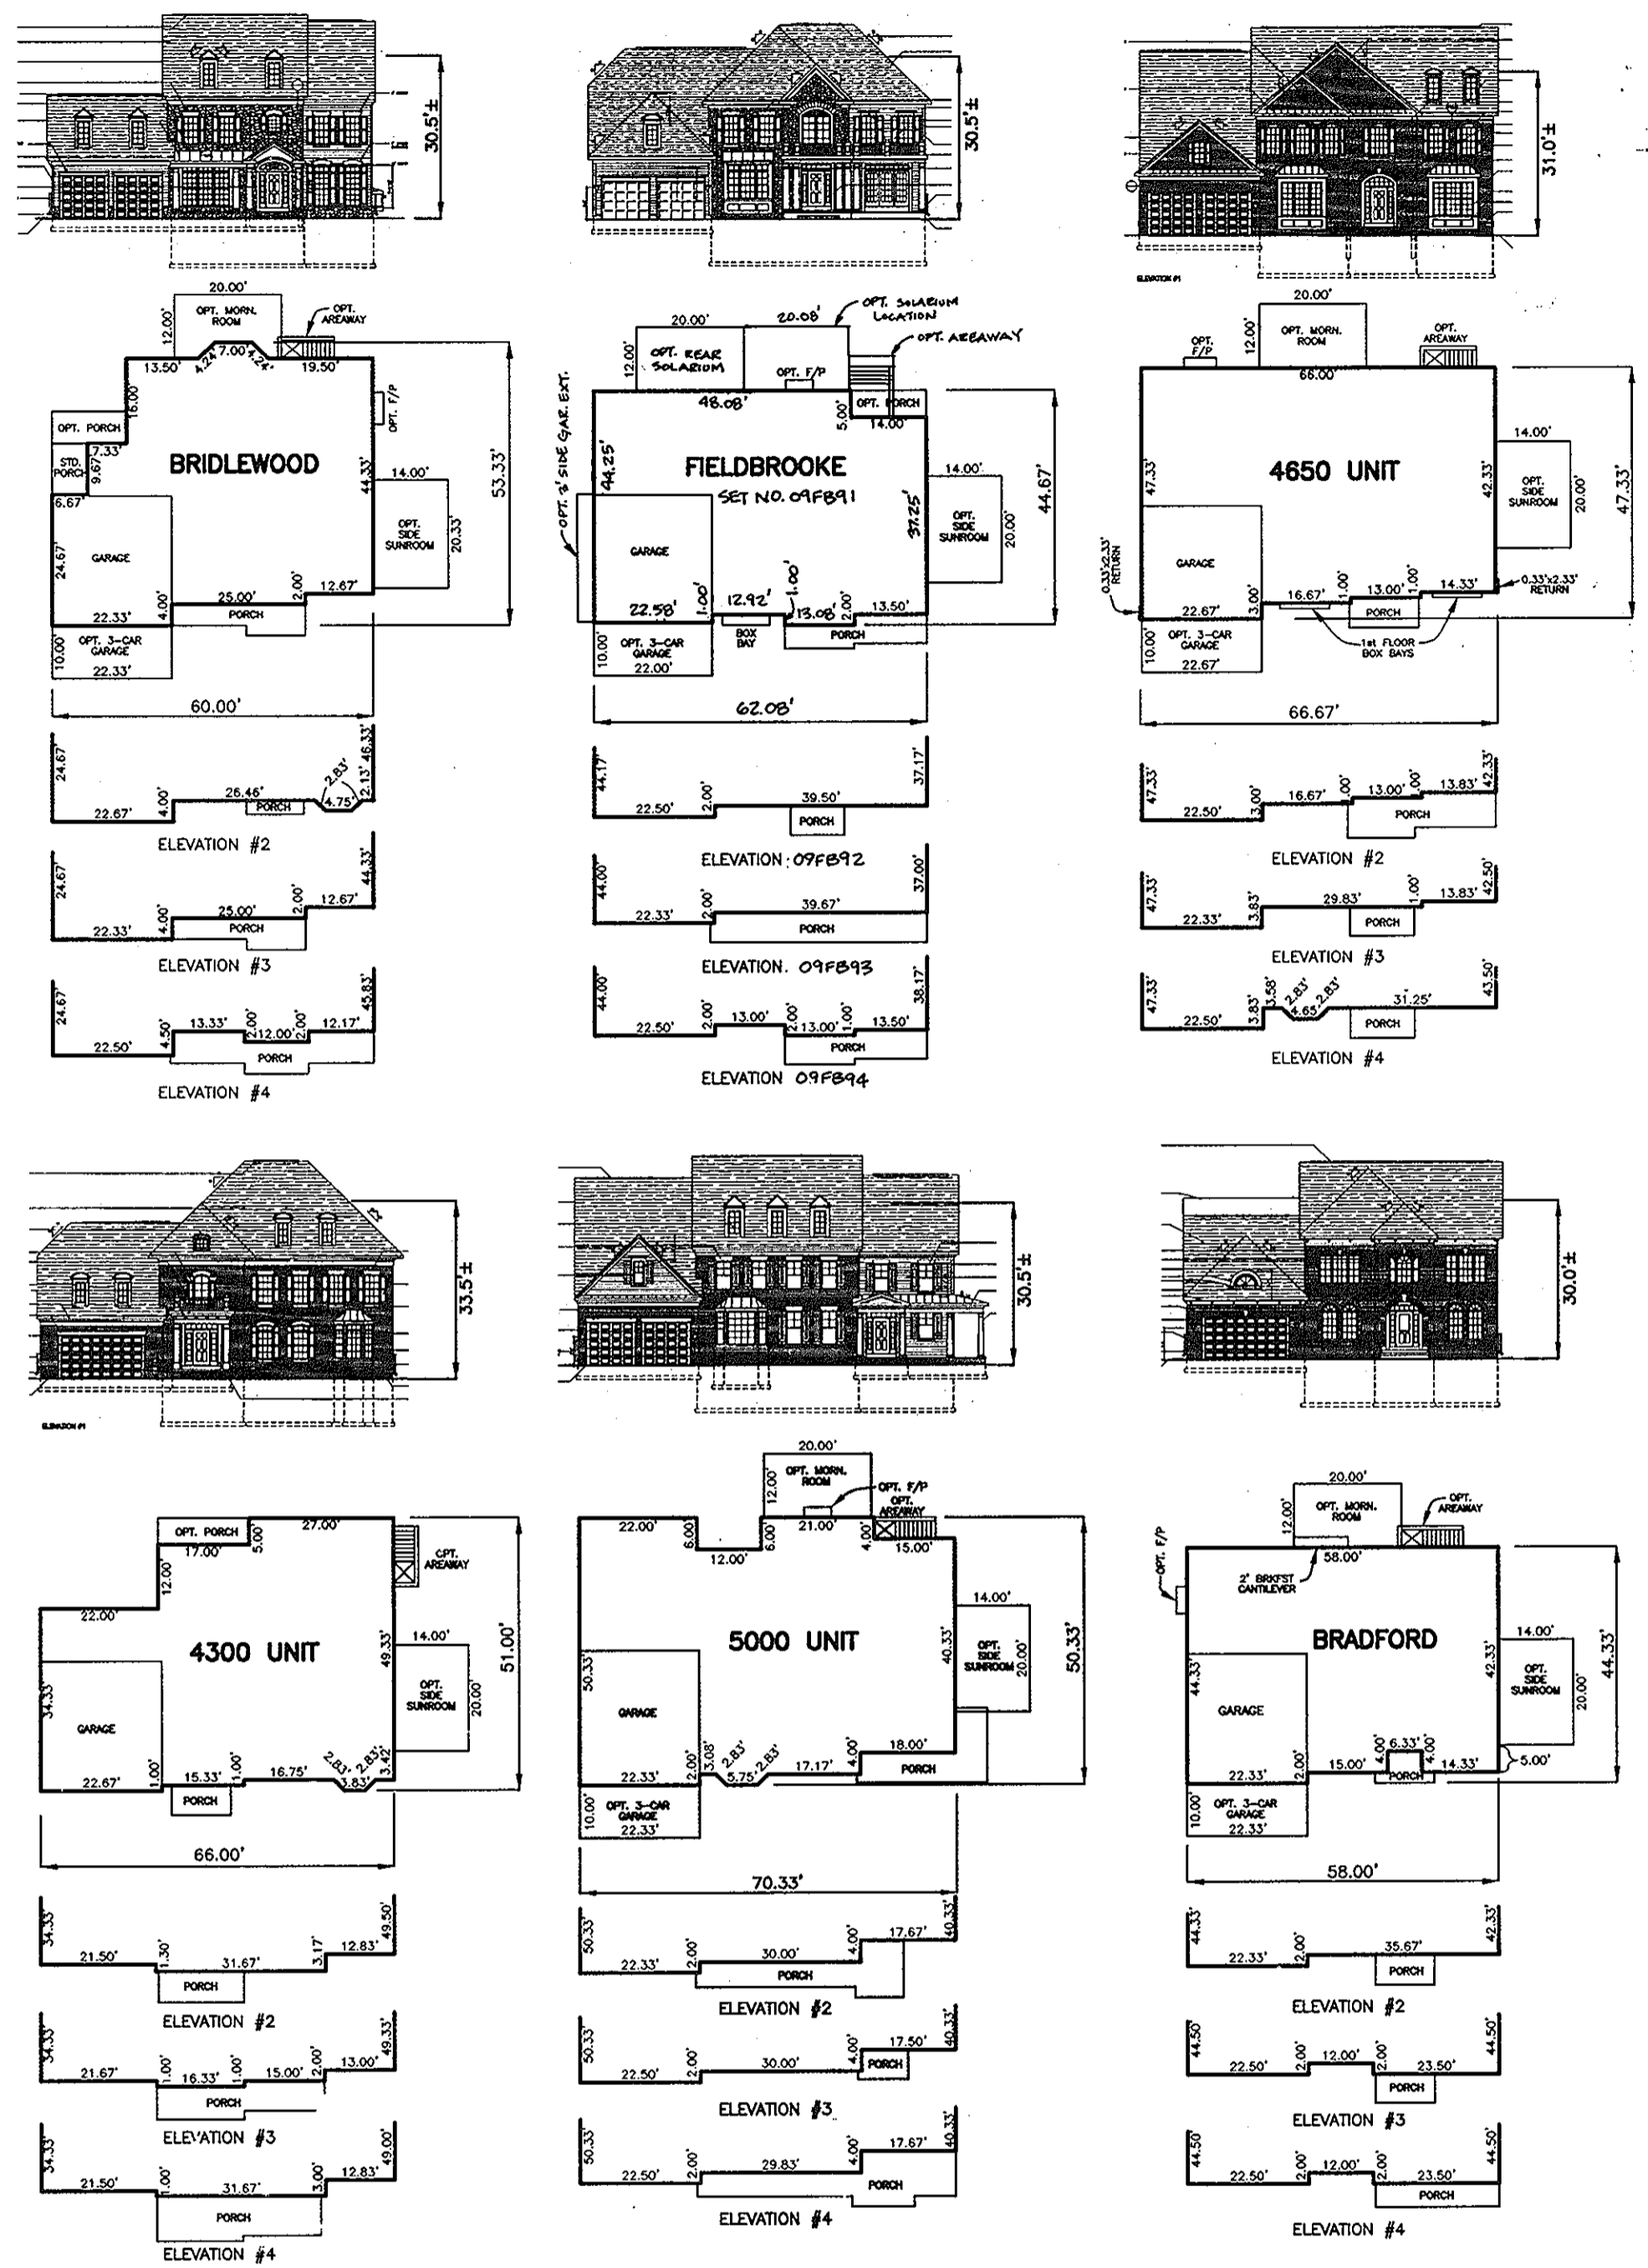 30.5'±
30.5'±
31.0'±
ELEVATION #1
20.00'
OPT. MORN.
ROOM
12.00'
OPT.
AREAWAY
13.50'
4.24'
7.00'
4.24'
19.50'
16.00'
OPT. F/P
OPT. PORCH
7.33'
STD.
PORCH
9.67'
BRIDLEWOOD
44.33'
53.33'
14.00'
6.67'
OPT.
SIDE
SUNROOM
20.33'
GARAGE
24.67'
22.33'
4.00'
25.00'
2.00'
12.67'
PORCH
10.00'
OPT. 3-CAR
GARAGE
22.33'
60.00'
24.67'
22.67'
4.00'
26.46'
PORCH
2.83'
4.75'
2.13'
46.33'
ELEVATION #2
24.67'
22.33'
4.00'
25.00'
PORCH
2.00'
12.67'
44.33'
ELEVATION #3
24.67'
22.50'
4.50'
13.33'
2.00'
12.00'
2.00'
12.17'
45.83'
PORCH
ELEVATION #4
20.00'
20.08'
OPT. SOLARIUM
LOCATION
12.00'
OPT. REAR
SOLARIUM
OPT. AREAWAY
OPT. F/P
48.08'
5.00'
OPT. PORCH
14.00'
OPT. 2' SIDE GAR. EXT.
44.25'
FIELDBROOKE
SET NO. 09FB91
37.25'
44.67'
14.00'
OPT.
SIDE
SUNROOM
20.00'
GARAGE
22.58'
1.00'
12.92'
1.00'
13.08'
2.00'
13.50'
BOX
BAY
PORCH
10.00'
OPT. 3-CAR
GARAGE
22.00'
62.08'
44.17'
22.50'
2.00'
39.50'
37.17'
PORCH
ELEVATION: 09FB92
44.00'
22.33'
2.00'
39.67'
37.00'
PORCH
ELEVATION. 09FB93
44.00'
22.50'
2.00'
13.00'
2.00'
13.00'
1.00'
13.50'
38.17'
PORCH
ELEVATION 09FB94
20.00'
OPT. MORN.
ROOM
12.00'
OPT.
F/P
OPT.
AREAWAY
66.00'
47.33'
4650 UNIT
42.33'
47.33'
14.00'
OPT.
SIDE
SUNROOM
20.00'
GARAGE
0.33'x2.33'
RETURN
0.33'x2.33'
RETURN
22.67'
3.00'
16.67'
1.00'
13.00'
1.00'
14.33'
PORCH
1st FLOOR
BOX BAYS
10.00'
OPT. 3-CAR
GARAGE
22.67'
66.67'
47.33'
22.50'
3.00'
16.67'
1.00'
13.00'
1.00'
13.83'
42.33'
PORCH
ELEVATION #2
47.33'
22.33'
3.83'
29.83'
1.00'
13.83'
42.50'
PORCH
ELEVATION #3
47.33'
22.50'
3.83'
3.58'
2.83'
4.65'
2.83'
31.25'
43.50'
PORCH
ELEVATION #4
33.5'±
30.5'±
30.0'±
ELEVATION #1
27.00'
OPT. PORCH
17.00'
5.00'
12.00'
22.00'
OPT.
AREAWAY
4300 UNIT
49.33'
51.00'
14.00'
OPT.
SIDE
SUNROOM
20.00'
34.33'
GARAGE
22.67'
1.00'
15.33'
1.00'
16.75'
2.83'
3.83'
2.83'
3.42'
PORCH
66.00'
34.33'
21.50'
1.30'
31.67'
3.17'
12.83'
49.50'
PORCH
ELEVATION #2
34.33'
21.67'
1.00'
16.33'
1.00'
15.00'
2.00'
13.00'
49.33'
PORCH
ELEVATION #3
34.33'
21.50'
1.00'
31.67'
3.00'
12.83'
49.00'
PORCH
ELEVATION #4
20.00'
OPT. MORN.
ROOM
12.00'
OPT. F/P
OPT.
AREAWAY
22.00'
6.00'
12.00'
6.00'
21.00'
4.00'
15.00'
5000 UNIT
50.33'
40.33'
50.33'
14.00'
OPT.
SIDE
SUNROOM
20.00'
GARAGE
22.33'
2.00'
3.08'
2.83'
5.75'
2.83'
17.17'
4.00'
18.00'
PORCH
10.00'
OPT. 3-CAR
GARAGE
22.33'
70.33'
50.33'
22.33'
2.00'
30.00'
4.00'
17.67'
40.33'
PORCH
ELEVATION #2
50.33'
22.50'
2.00'
30.00'
4.00'
17.50'
40.33'
PORCH
ELEVATION #3
50.33'
22.50'
2.00'
29.83'
4.00'
17.67'
40.33'
PORCH
ELEVATION #4
20.00'
OPT. MORN.
ROOM
12.00'
OPT.
AREAWAY
OPT. F/P
58.00'
2' BRKFST
CANTILEVER
BRADFORD
44.33'
42.33'
44.33'
14.00'
OPT.
SIDE
SUNROOM
20.00'
GARAGE
22.33'
2.00'
15.00'
4.00'
6.33'
4.00'
14.33'
5.00'
PORCH
10.00'
OPT. 3-CAR
GARAGE
22.33'
58.00'
44.33'
22.33'
2.00'
35.67'
42.33'
PORCH
ELEVATION #2
44.50'
22.50'
2.00'
12.00'
2.00'
23.50'
44.50'
PORCH
ELEVATION #3
44.50'
22.50'
2.00'
12.00'
2.00'
23.50'
44.50'
PORCH
ELEVATION #4